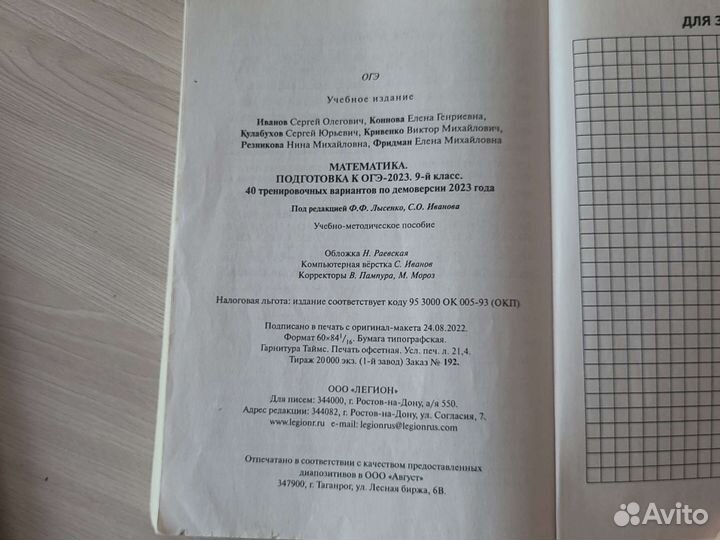 ОГЭ
Учебное издание
Иванов Сергей Олегович, Коннова Елена Генриевна,
Кулабухов Сергей Юрьевич, Кривенко Виктор Михайлович,
Резникова Нина Михайловна, Фридман Елена Михайловна
МАТЕМАТИКА.
ПОДГОТОВКА К ОГЭ-2023. 9-й класс.
40 тренировочных вариантов по демоверсии 2023 года
Под редакцией Ф.Ф. Лысенко, С.О. Иванова
Учебно-методическое пособие
Обложка Н. Раевская
Компьютерная вёрстка С. Иванов
Корректоры В. Пампура, М. Мороз
Налоговая льгота: издание соответствует коду 95 3000 ОК 005-93 (ОКП)
Подписано в печать с оригинал-макета 24.08.2022.
Формат 60×84 1/16. Бумага типографская.
Гарнитура Таймс. Печать офсетная. Усл. печ. л. 21,4.
Тираж 20 000 экз. (1-й завод) Заказ № 192.
ООО «ЛЕГИОН»
Для писем: 344000, г. Ростов-на-Дону, а/я 550.
Адрес редакции: 344082, г. Ростов-на-Дону, ул. Согласия, 7.
www.legionr.ru e-mail: legionrus@legionrus.com
Отпечатано в соответствии с качеством предоставленных
диапозитивов в ООО «Август»
347900, г. Таганрог, ул. Лесная биржа, 6В.
ДЛЯ З
Avito